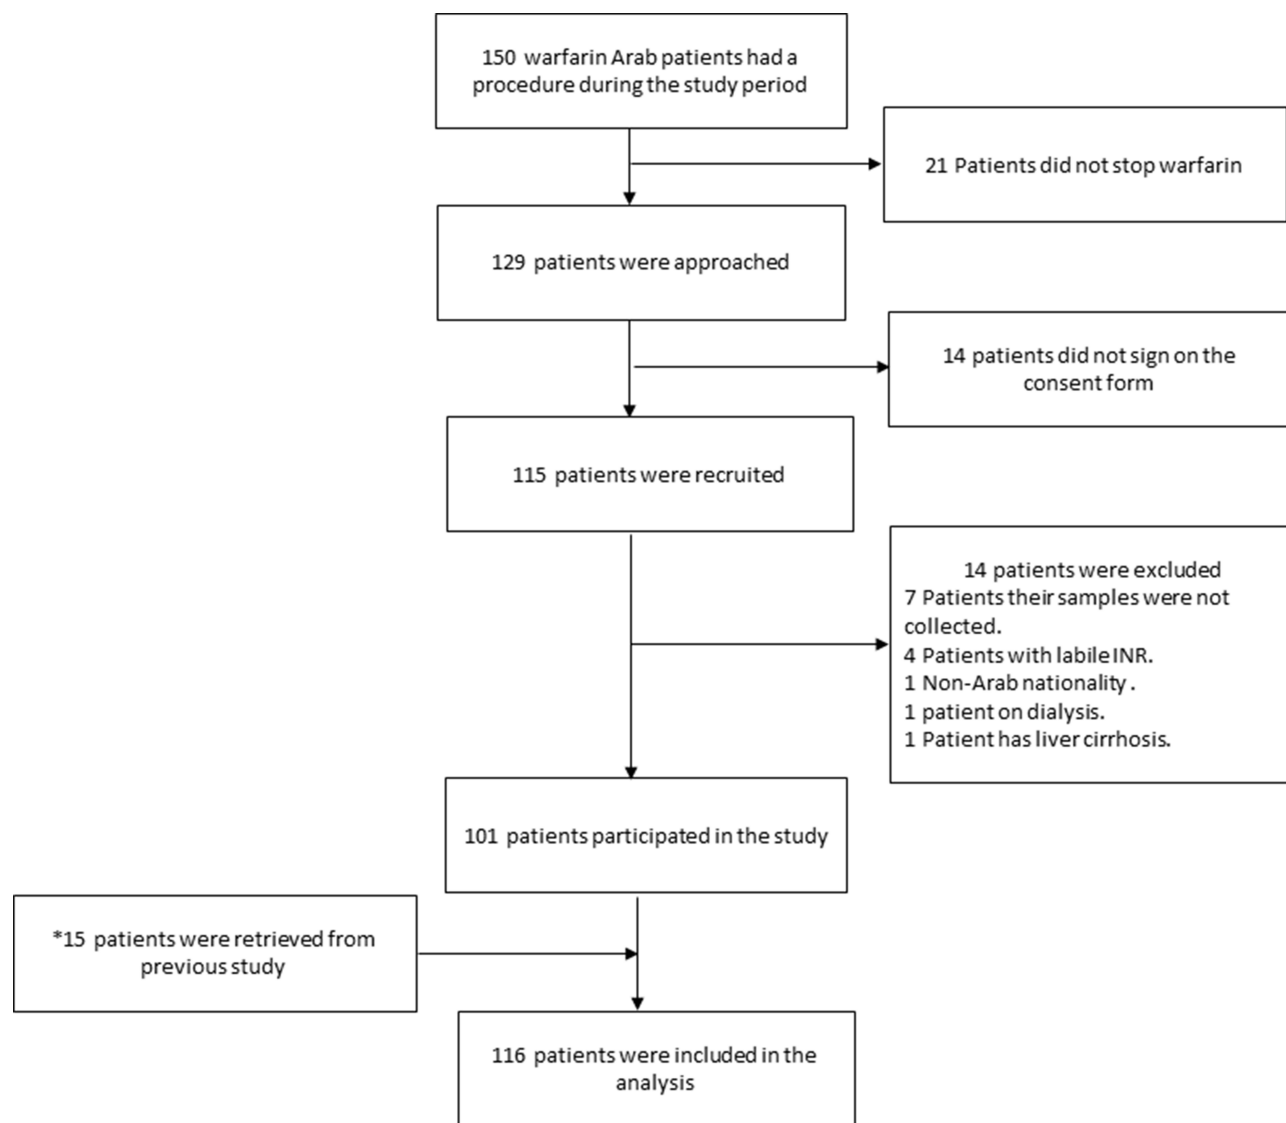 150 warfarin Arab patients had a
procedure during the study period
21 Patients did not stop warfarin
129 patients were approached
14 patients did not sign on the
consent form
115 patients were recruited
14 patients were excluded
7 Patients their samples were not
collected.
4 Patients with labile INR.
1 Non-Arab nationality.
1 patient on dialysis.
1 Patient has liver cirrhosis.
101 patients participated in the study
*15 patients were retrieved from
previous study
116 patients were included in the
analysis